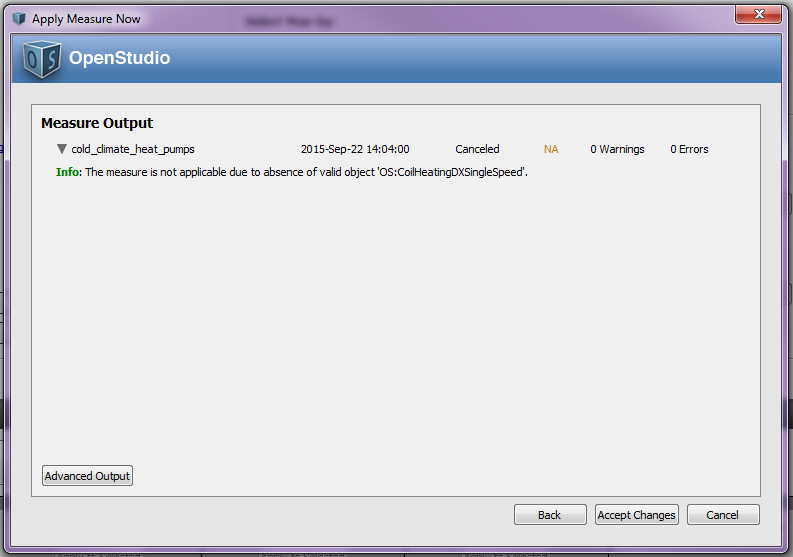 Apply Measure Now
OS OpenStudio
Measure Output
cold_climate_heat_pumps 2015-Sep-22 14:04:00 Canceled NA 0 Warnings 0 Errors
Info: The measure is not applicable due to absence of valid object 'OS:CoilHeatingDXSingleSpeed'.
Advanced Output
Back Accept Changes Cancel